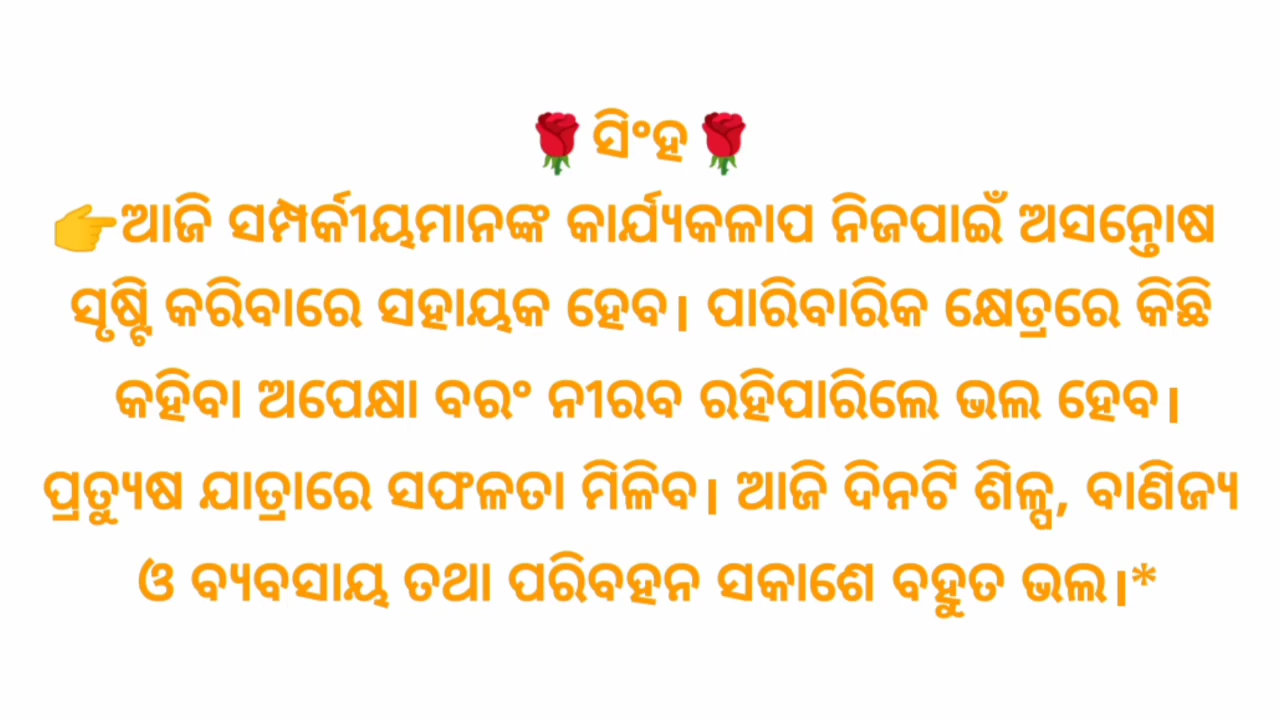 🌹ସିଂହ🌹
👉ଆଜି ସମ୍ପର୍କୀୟମାନଙ୍କ କାର୍ଯ୍ୟକଳାପ ନିଜପାଇଁ ଅସନ୍ତୋଷ
ସୃଷ୍ଟି କରିବାରେ ସହାୟକ ହେବ। ପାରିବାରିକ କ୍ଷେତ୍ରରେ କିଛି
କହିବା ଅପେକ୍ଷା ବରଂ ନୀରବ ରହିପାରିଲେ ଭଲ ହେବ।
ପ୍ରତ୍ୟୁଷ ଯାତ୍ରାରେ ସଫଳତା ମିଳିବ। ଆଜି ଦିନଟି ଶିଳ୍ପ, ବାଣିଜ୍ୟ
ଓ ବ୍ୟବସାୟ ତଥା ପରିବହନ ସକାଶେ ବହୁତ ଭଲ।*